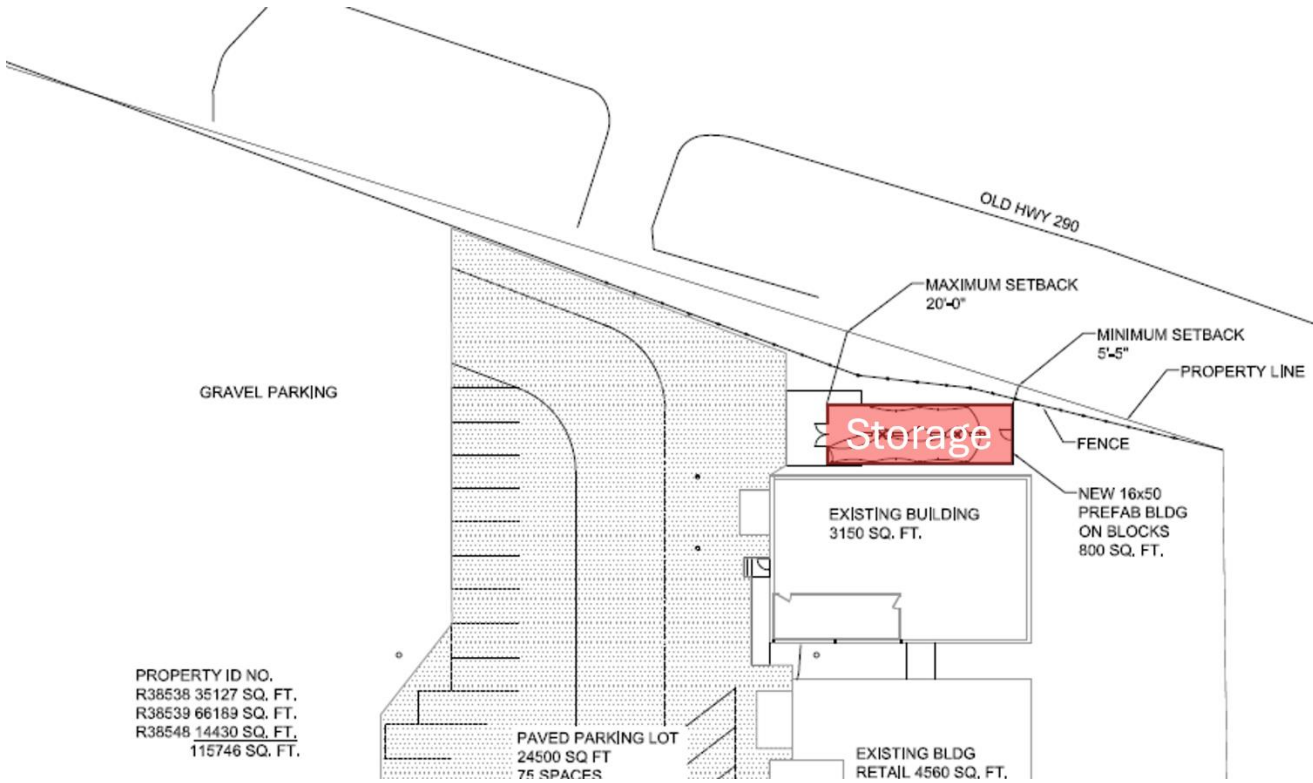 OLD HWY 290
MAXIMUM SETBACK
20'-0"
MINIMUM SETBACK
5'-5"
PROPERTY LINE
GRAVEL PARKING
Storage
FENCE
NEW 16x50
PREFAB BLDG
ON BLOCKS
800 SQ. FT.
EXISTING BUILDING
3150 SQ. FT.
PROPERTY ID NO.
R38538 35127 SQ. FT.
R38539 66189 SQ. FT.
R38548 14430 SQ. FT.
115746 SQ. FT.
PAVED PARKING LOT
24500 SQ FT
75 SPACES
EXISTING BLDG
RETAIL 4560 SQ. FT.